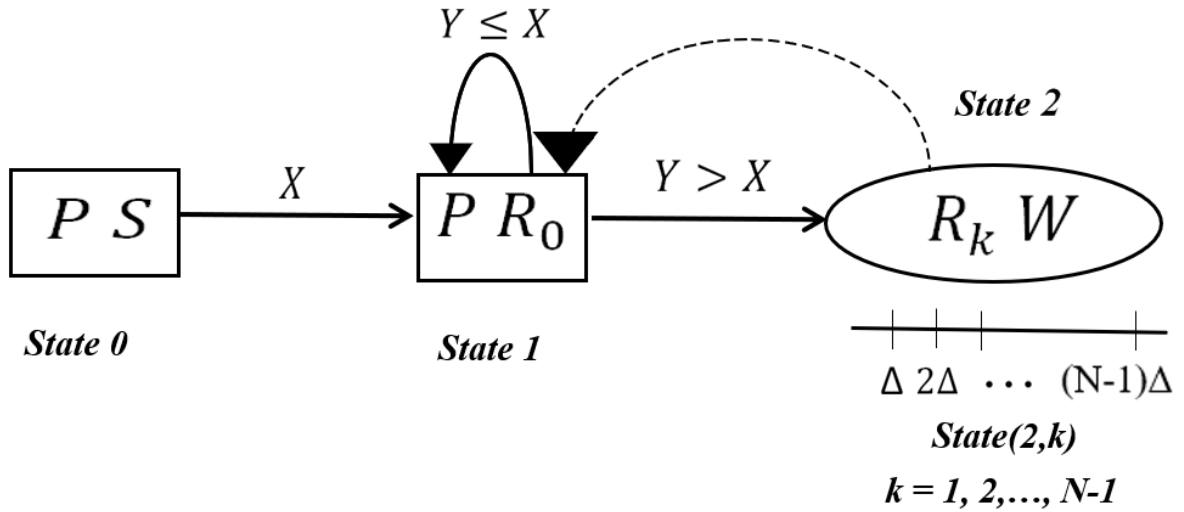 Y ≤ X
State 2
X
Y > X
P S
P R₀
Rₖ W
State 0
State 1
Δ 2Δ ··· (N-1)Δ
State(2,k)
k = 1, 2,..., N-1